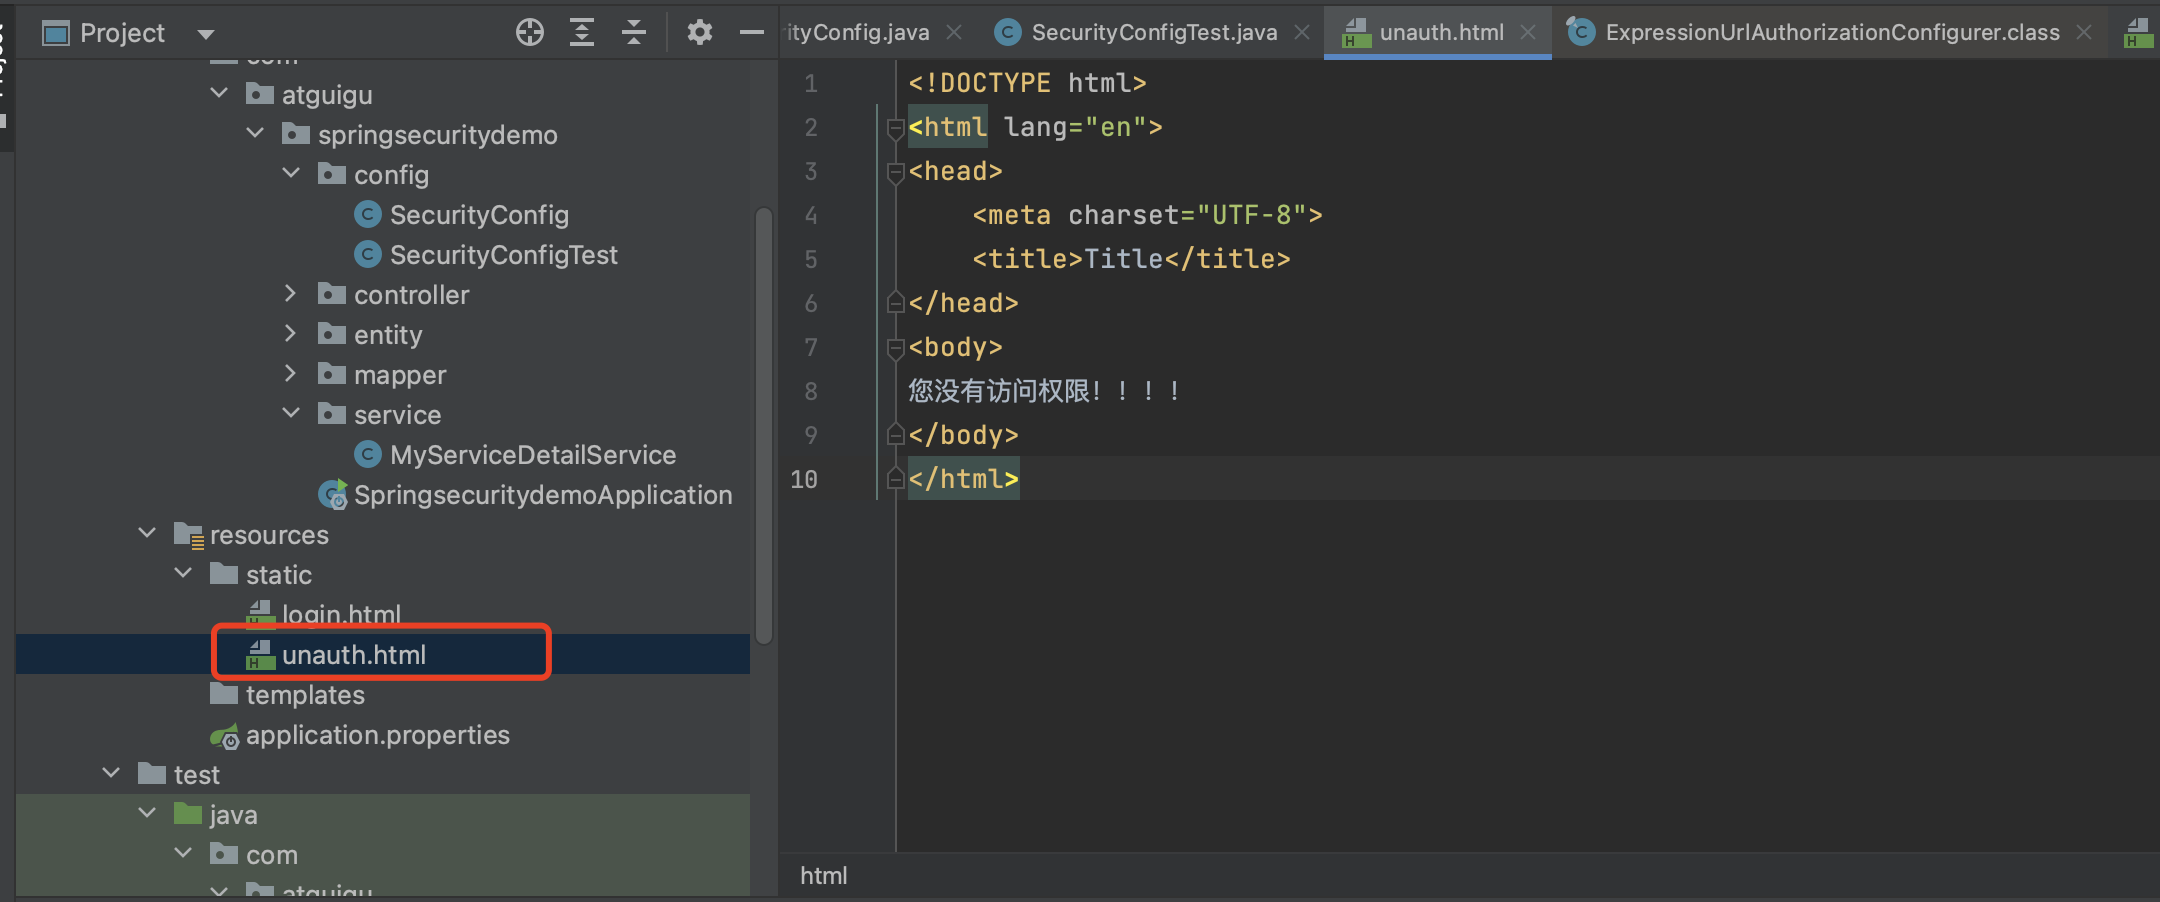 Project
ityConfig.java
SecurityConfigTest.java
unauth.html
ExpressionUrlAuthorizationConfigurer.class
com
atguigu
springsecuritydemo
config
SecurityConfig
SecurityConfigTest
controller
entity
mapper
service
MyServiceDetailService
SpringsecuritydemoApplication
resources
static
login.html
unauth.html
templates
application.properties
test
java
com
atguigu
1 <!DOCTYPE html>
2 <html lang="en">
3 <head>
4     <meta charset="UTF-8">
5     <title>Title</title>
6 </head>
7 <body>
8 您没有访问权限！！！！
9 </body>
10 </html>
html